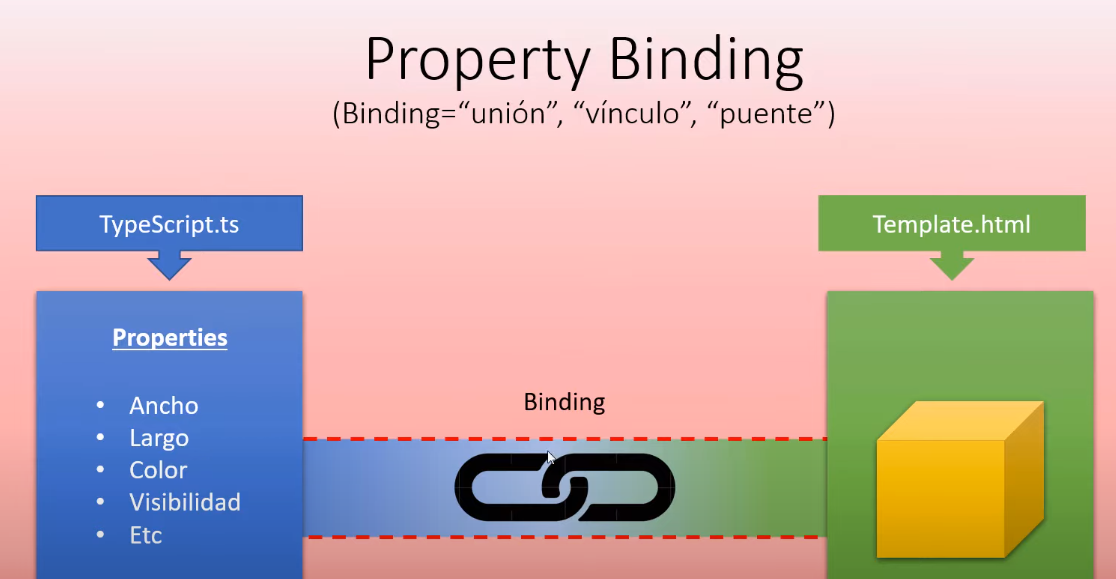 Property Binding
(Binding=“unión”, “vínculo”, “puente”)
TypeScript.ts
Template.html
Properties
• Ancho
• Largo
• Color
• Visibilidad
• Etc
Binding